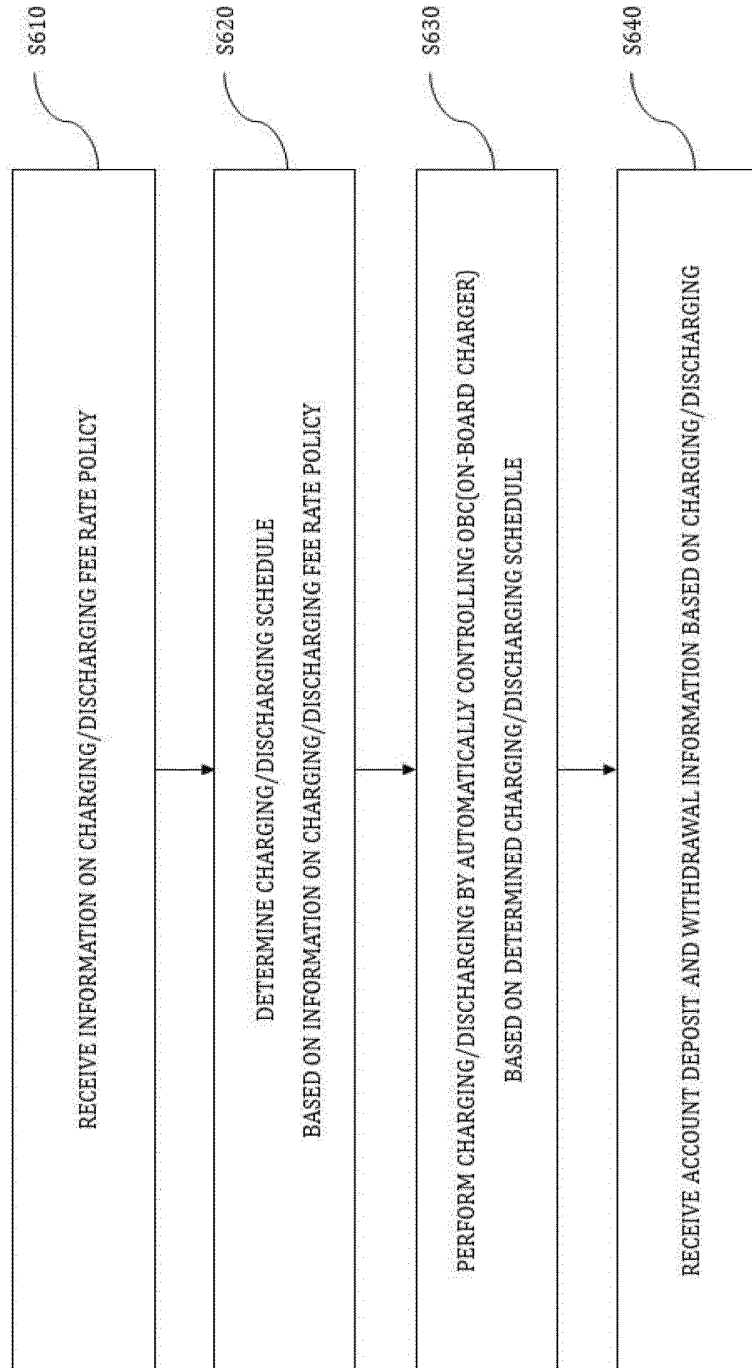 S610
RECEIVE INFORMATION ON CHARGING/DISCHARGING FEE RATE POLICY
S620
DETERMINE CHARGING/DISCHARGING SCHEDULE
BASED ON INFORMATION ON CHARGING/DISCHARGING FEE RATE POLICY
S630
PERFORM CHARGING/DISCHARGING BY AUTOMATICALLY CONTROLLING OBC(ON-BOARD CHARGER)
BASED ON DETERMINED CHARGING/DISCHARGING SCHEDULE
S640
RECEIVE ACCOUNT DEPOSIT AND WITHDRAWAL INFORMATION BASED ON CHARGING/DISCHARGING